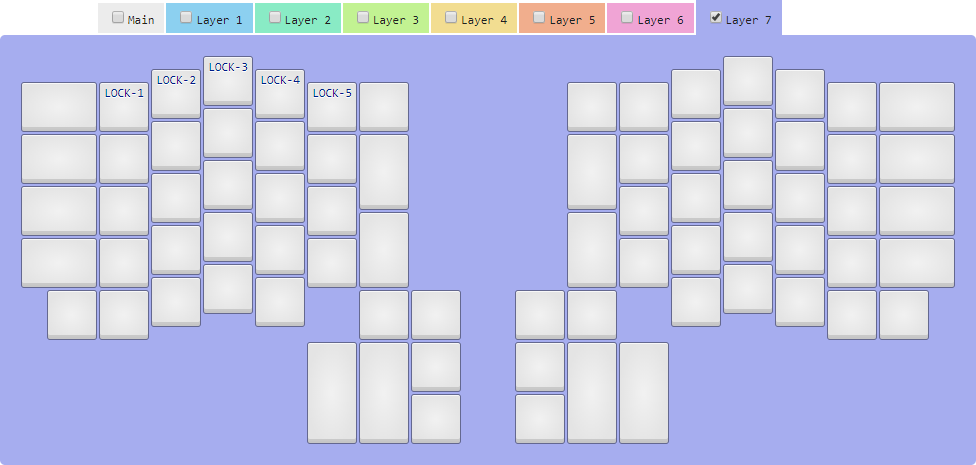 Main
Layer 1
Layer 2
Layer 3
Layer 4
Layer 5
Layer 6
Layer 7
LOCK-1
LOCK-2
LOCK-3
LOCK-4
LOCK-5